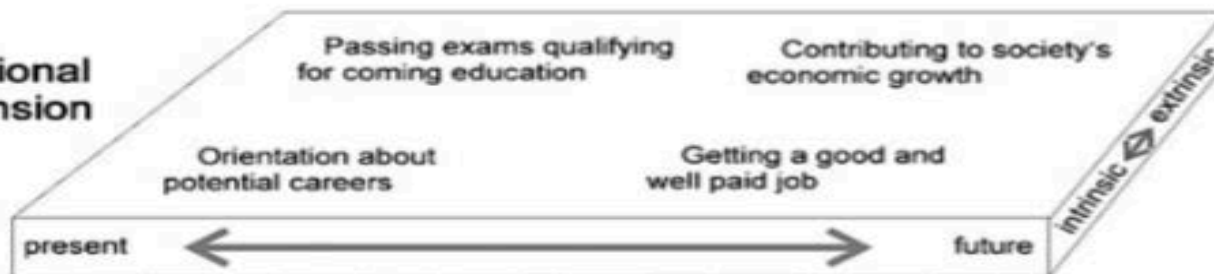 Passing exams qualifying
for coming education
Contributing to society's
economic growth
ional
nsion
Orientation about
potential careers
Getting a good and
well paid job
present
future
intrinsic
extrinsic